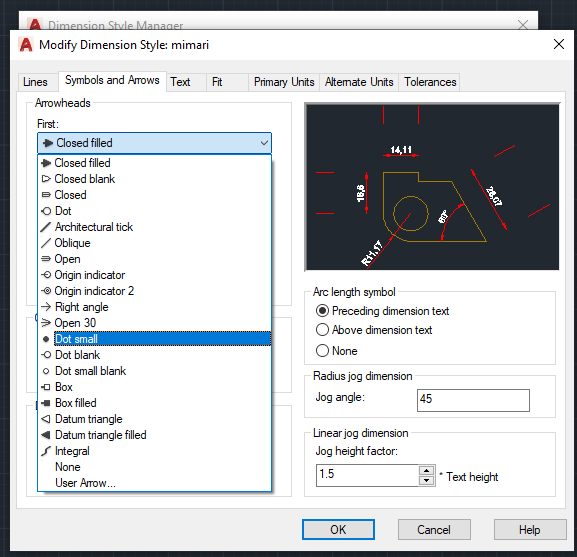 Dimension Style Manager
Modify Dimension Style: mimari
Lines Symbols and Arrows Text Fit Primary Units Alternate Units Tolerances
Arrowheads
First:
Closed filled
Closed filled
Closed blank
Closed
Dot
Architectural tick
Oblique
Open
Origin indicator
Origin indicator 2
Right angle
Open 30
Dot small
Dot blank
Dot small blank
Box
Box filled
Datum triangle
Datum triangle filled
Integral
None
User Arrow...
14,11
16,6
28,07
60°
R11,17
Arc length symbol
Preceding dimension text
Above dimension text
None
Radius jog dimension
Jog angle: 45
Linear jog dimension
Jog height factor:
1.5 * Text height
OK Cancel Help